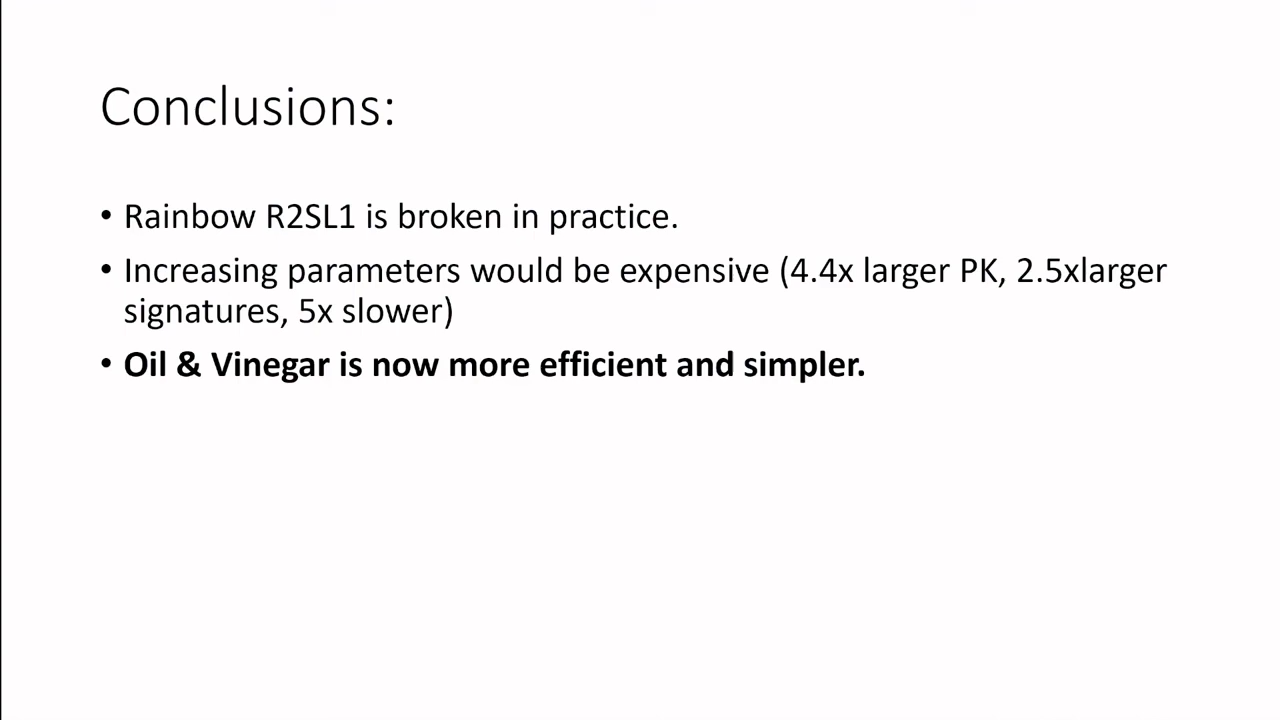 Conclusions:
• Rainbow R2SL1 is broken in practice.
• Increasing parameters would be expensive (4.4x larger PK, 2.5xlarger
signatures, 5x slower)
• Oil & Vinegar is now more efficient and simpler.